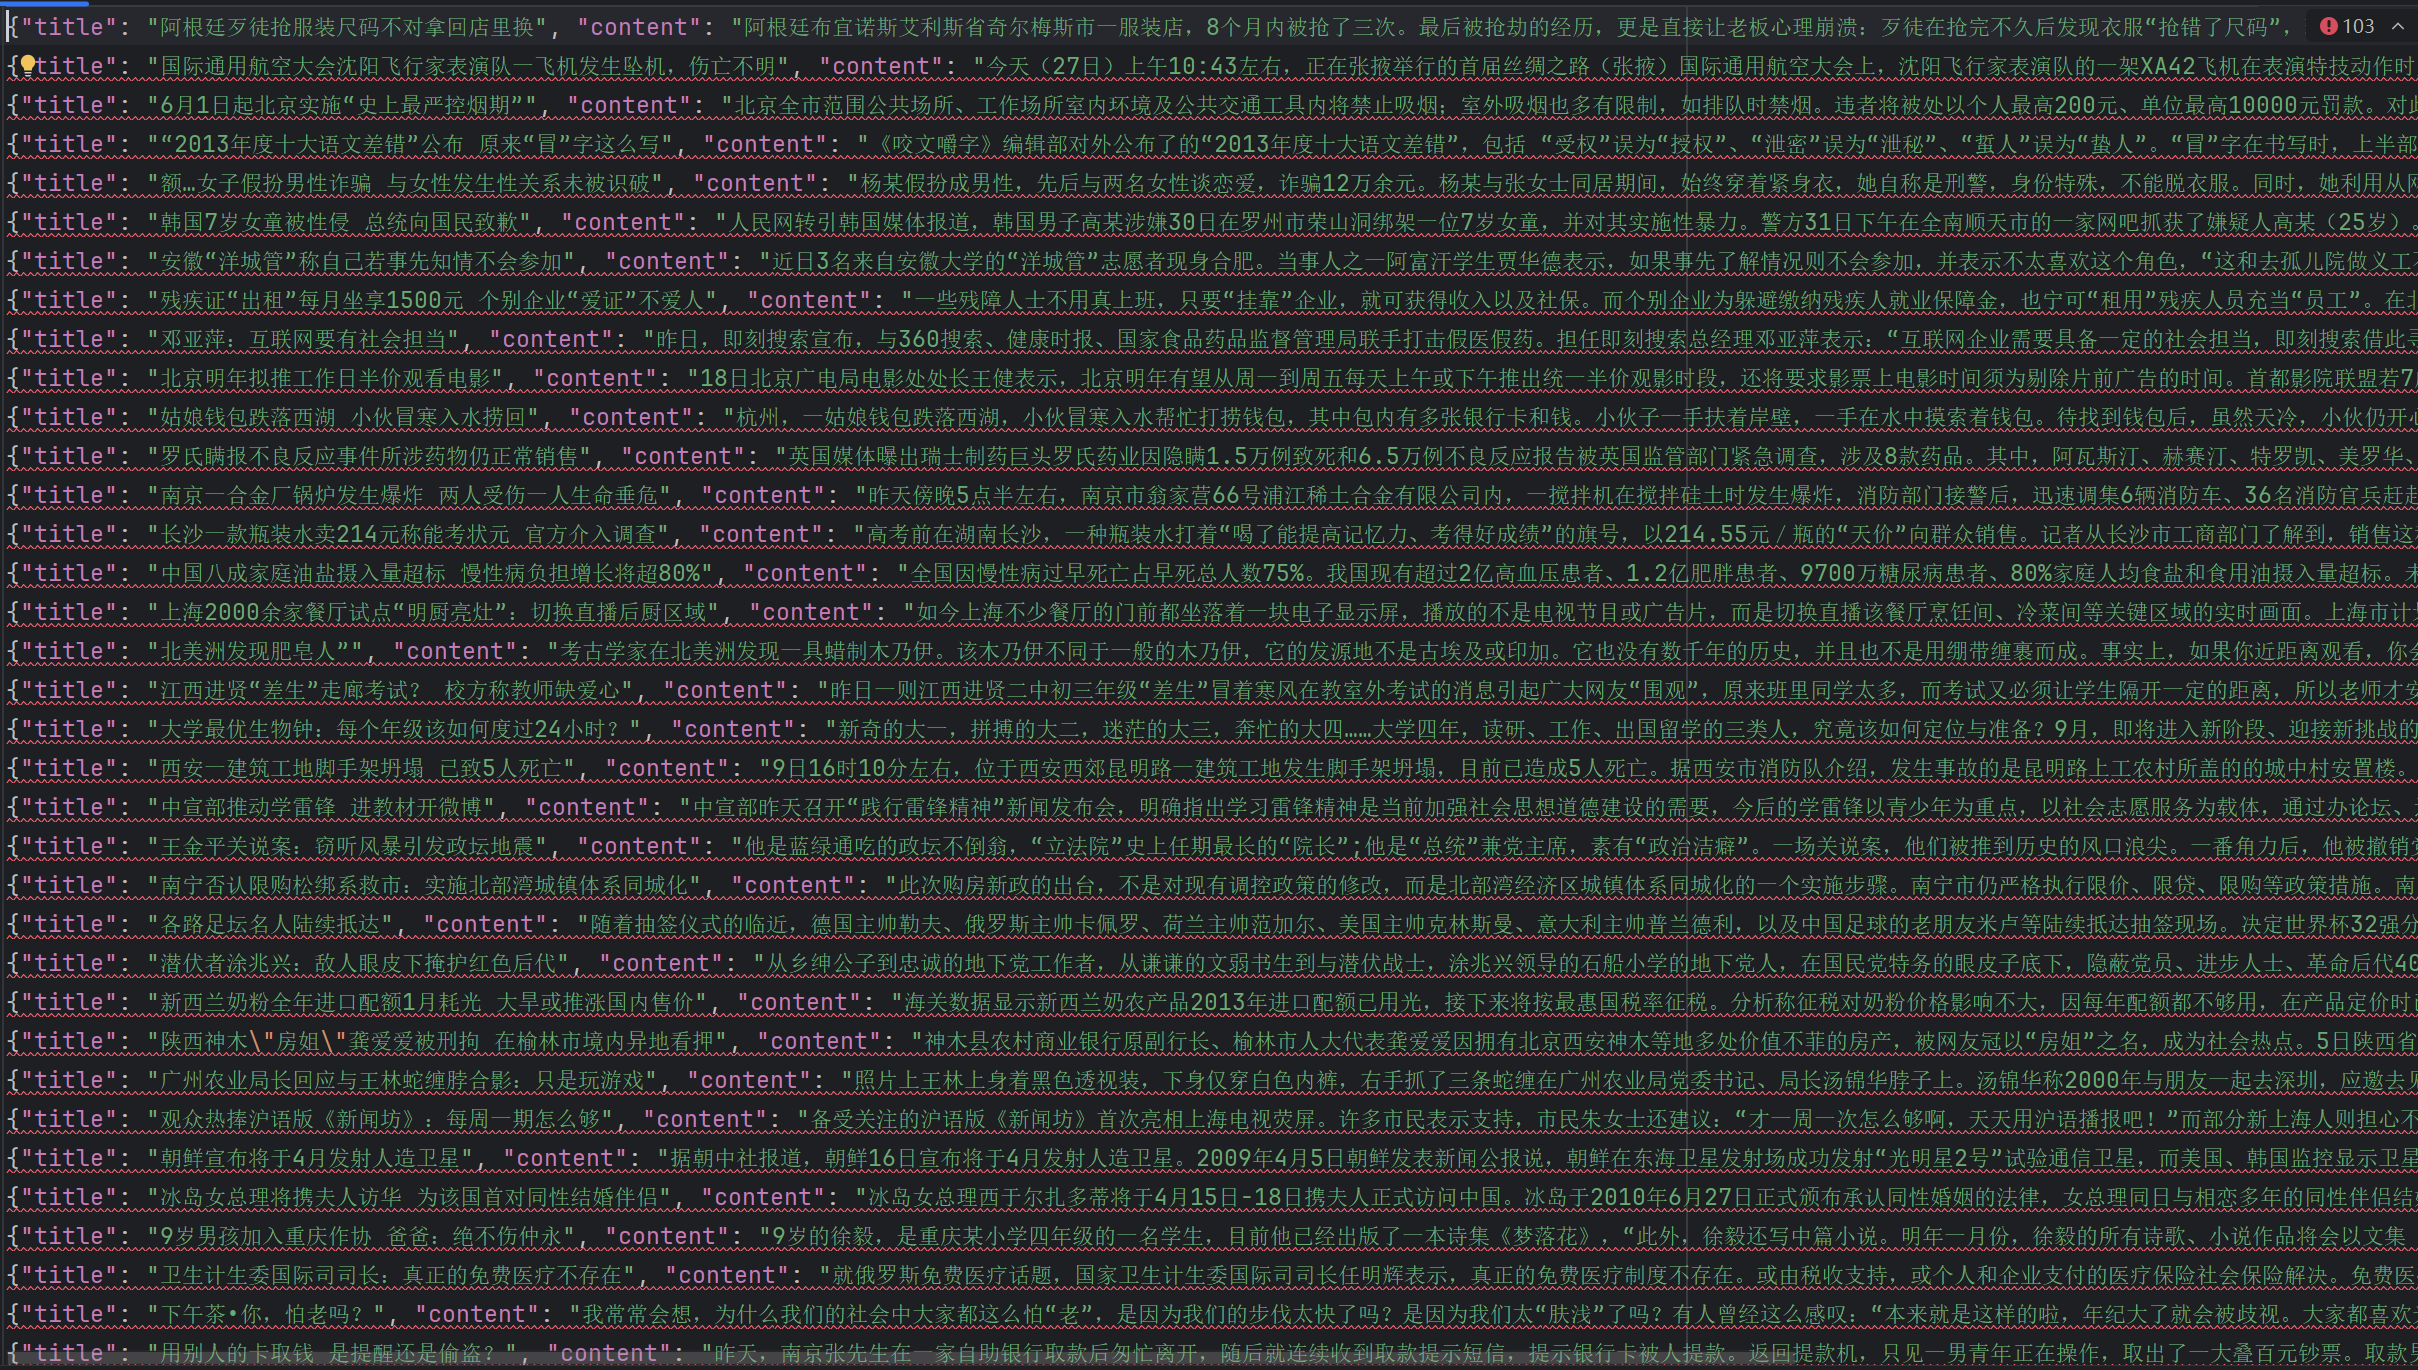 {"title": "阿根廷歹徒抢服装尺码不对拿回店里换", "content": "阿根廷布宜诺斯艾利斯省奇尔梅斯市一服装店，8个月内被抢了三次。最后被抢劫的经历，更是直接让老板心理崩溃：歹徒在抢完不久后发现衣服“抢错了尺码”， 103
{"title": "国际通用航空大会沈阳飞行家表演队一飞机发生坠机，伤亡不明", "content": "今天（27日）上午10:43左右，正在张掖举行的首届丝绸之路（张掖）国际通用航空大会上，沈阳飞行家表演队的一架XA42飞机在表演特技动作时
{"title": "6月1日起北京实施“史上最严控烟期”", "content": "北京全市范围公共场所、工作场所室内环境及公共交通工具内将禁止吸烟；室外吸烟也多有限制，如排队时禁烟。违者将被处以个人最高200元、单位最高10000元罚款。对此
{"title": "“2013年度十大语文差错”公布 原来“冒”字这么写", "content": "《咬文嚼字》编辑部对外公布了的“2013年度十大语文差错”，包括 “受权”误为“授权”、“泄密”误为“泄秘”、“蜇人”误为“蛰人”。“冒”字在书写时，上半部
{"title": "额…女子假扮男性诈骗 与女性发生性关系未被识破", "content": "杨某假扮成男性，先后与两名女性谈恋爱，诈骗12万余元。杨某与张女士同居期间，始终穿着紧身衣，她自称是刑警，身份特殊，不能脱衣服。同时，她利用从网
{"title": "韩国7岁女童被性侵 总统向国民致歉", "content": "人民网转引韩国媒体报道，韩国男子高某涉嫌30日在罗州市荣山洞绑架一位7岁女童，并对其实施性暴力。警方31日下午在全南顺天市的一家网吧抓获了嫌疑人高某（25岁）。
{"title": "安徽“洋城管”称自己若事先知情不会参加", "content": "近日3名来自安徽大学的“洋城管”志愿者现身合肥。当事人之一阿富汗学生贾华德表示，如果事先了解情况则不会参加，并表示不太喜欢这个角色，“这和去孤儿院做义工不
{"title": "残疾证“出租”每月坐享1500元 个别企业“爱证”不爱人", "content": "一些残障人士不用真上班，只要“挂靠”企业，就可获得收入以及社保。而个别企业为躲避缴纳残疾人就业保障金，也宁可“租用”残疾人员充当“员工”。在北
{"title": "邓亚萍：互联网要有社会担当", "content": "昨日，即刻搜索宣布，与360搜索、健康时报、国家食品药品监督管理局联手打击假医假药。担任即刻搜索总经理邓亚萍表示：“互联网企业需要具备一定的社会担当，即刻搜索借此寻
{"title": "北京明年拟推工作日半价观看电影", "content": "18日北京广电局电影处处长王健表示，北京明年有望从周一到周五每天上午或下午推出统一半价观影时段，还将要求影票上电影时间须为剔除片前广告的时间。首都影院联盟若7
{"title": "姑娘钱包跌落西湖 小伙冒寒入水捞回", "content": "杭州，一姑娘钱包跌落西湖，小伙冒寒入水帮忙打捞钱包，其中包内有多张银行卡和钱。小伙子一手扶着岸壁，一手在水中摸索着钱包。待找到钱包后，虽然天冷，小伙仍开心
{"title": "罗氏瞒报不良反应事件所涉药物仍正常销售", "content": "英国媒体曝出瑞士制药巨头罗氏药业因隐瞒1.5万例致死和6.5万例不良反应报告被英国监管部门紧急调查，涉及8款药品。其中，阿瓦斯汀、赫赛汀、特罗凯、美罗华、
{"title": "南京一合金厂锅炉发生爆炸 两人受伤一人生命垂危", "content": "昨天傍晚5点半左右，南京市翁家营66号浦江稀土合金有限公司内，一搅拌机在搅拌硅土时发生爆炸，消防部门接警后，迅速调集6辆消防车、36名消防官兵赶赴
{"title": "长沙一款瓶装水卖214元称能考状元 官方介入调查", "content": "高考前在湖南长沙，一种瓶装水打着“喝了能提高记忆力、考得好成绩”的旗号，以214.55元／瓶的“天价”向群众销售。记者从长沙市工商部门了解到，销售这
{"title": "中国八成家庭油盐摄入量超标 慢性病负担增长将超80%", "content": "全国因慢性病过早死亡占早死总人数75%。我国现有超过2亿高血压患者、1.2亿肥胖患者、9700万糖尿病患者、80%家庭人均食盐和食用油摄入量超标。未
{"title": "上海2000余家餐厅试点“明厨亮灶”：切换直播后厨区域", "content": "如今上海不少餐厅的门前都坐落着一块电子显示屏，播放的不是电视节目或广告片，而是切换直播该餐厅烹饪间、冷菜间等关键区域的实时画面。上海市计划
{"title": "北美洲发现肥皂人”", "content": "考古学家在北美洲发现一具蜡制木乃伊。该木乃伊不同于一般的木乃伊，它的发源地不是古埃及或印加。它也没有数千年的历史，并且也不是用绷带缠裹而成。事实上，如果你近距离观看，你会
{"title": "江西进贤“差生”走廊考试？ 校方称教师缺爱心", "content": "昨日一则江西进贤二中初三年级“差生”冒着寒风在教室外考试的消息引起广大网友“围观”，原来班里同学太多，而考试又必须让学生隔开一定的距离，所以老师才安
{"title": "大学最优生物钟：每个年级该如何度过24小时？", "content": "新奇的大一，拼搏的大二，迷茫的大三，奔忙的大四……大学四年，读研、工作、出国留学的三类人，究竟该如何定位与准备？9月，即将进入新阶段、迎接新挑战的
{"title": "西安一建筑工地脚手架坍塌 已致5人死亡", "content": "9日16时10分左右，位于西安西郊昆明路一建筑工地发生脚手架坍塌，目前已造成5人死亡。据西安市消防队介绍，发生事故的是昆明路上工农村所盖的的城中村安置楼。
{"title": "中宣部推动学雷锋 进教材开微博", "content": "中宣部昨天召开“践行雷锋精神”新闻发布会，明确指出学习雷锋精神是当前加强社会思想道德建设的需要，今后的学雷锋以青少年为重点，以社会志愿服务为载体，通过办论坛、
{"title": "王金平关说案：窃听风暴引发政坛地震", "content": "他是蓝绿通吃的政坛不倒翁，“立法院”史上任期最长的“院长”;他是“总统”兼党主席，素有“政治洁癖”。一场关说案，他们被推到历史的风口浪尖。一番角力后，他被撤销党
{"title": "南宁否认限购松绑系救市：实施北部湾城镇体系同城化", "content": "此次购房新政的出台，不是对现有调控政策的修改，而是北部湾经济区城镇体系同城化的一个实施步骤。南宁市仍严格执行限价、限贷、限购等政策措施。南
{"title": "各路足坛名人陆续抵达", "content": "随着抽签仪式的临近，德国主帅勒夫、俄罗斯主帅卡佩罗、荷兰主帅范加尔、美国主帅克林斯曼、意大利主帅普兰德利，以及中国足球的老朋友米卢等陆续抵达抽签现场。决定世界杯32强分
{"title": "潜伏者涂兆兴：敌人眼皮下掩护红色后代", "content": "从乡绅公子到忠诚的地下党工作者，从谦谦的文弱书生到与潜伏战士，涂兆兴领导的石船小学的地下党人，在国民党特务的眼皮子底下，隐蔽党员、进步人士、革命后代40
{"title": "新西兰奶粉全年进口配额1月耗光 大旱或推涨国内售价", "content": "海关数据显示新西兰奶农产品2013年进口配额已用光，接下来将按最惠国税率征税。分析称征税对奶粉价格影响不大，因每年配额都不够用，在产品定价时已
{"title": "陕西神木\"房姐\"龚爱爱被刑拘 在榆林市境内异地看押", "content": "神木县农村商业银行原副行长、榆林市人大代表龚爱爱因拥有北京西安神木等地多处价值不菲的房产，被网友冠以“房姐”之名，成为社会热点。5日陕西省
{"title": "广州农业局长回应与王林蛇缠脖合影：只是玩游戏", "content": "照片上王林上身着黑色透视装，下身仅穿白色内裤，右手抓了三条蛇缠在广州农业局党委书记、局长汤锦华脖子上。汤锦华称2000年与朋友一起去深圳，应邀去见
{"title": "观众热捧沪语版《新闻坊》：每周一期怎么够", "content": "备受关注的沪语版《新闻坊》首次亮相上海电视荧屏。许多市民表示支持，市民朱女士还建议：“才一周一次怎么够啊，天天用沪语播报吧！”而部分新上海人则担心不
{"title": "朝鲜宣布将于4月发射人造卫星", "content": "据朝中社报道，朝鲜16日宣布将于4月发射人造卫星。2009年4月5日朝鲜发表新闻公报说，朝鲜在东海卫星发射场成功发射“光明星2号”试验通信卫星，而美国、韩国监控显示卫星
{"title": "冰岛女总理将携夫人访华 为该国首对同性结婚伴侣", "content": "冰岛女总理西于尔扎多蒂将于4月15日-18日携夫人正式访问中国。冰岛于2010年6月27日正式颁布承认同性婚姻的法律，女总理同日与相恋多年的同性伴侣结婚
{"title": "9岁男孩加入重庆作协 爸爸：绝不伤仲永", "content": "9岁的徐毅，是重庆某小学四年级的一名学生，目前他已经出版了一本诗集《梦落花》，“此外，徐毅还写中篇小说。明年一月份，徐毅的所有诗歌、小说作品将会以文集
{"title": "卫生计生委国际司司长：真正的免费医疗不存在", "content": "就俄罗斯免费医疗话题，国家卫生计生委国际司司长任明辉表示，真正的免费医疗制度不存在。或由税收支持，或个人和企业支付的医疗保险社会保险解决。免费医
{"title": "下午茶•你，怕老吗？", "content": "我常常会想，为什么我们的社会中大家都这么怕“老”，是因为我们的步伐太快了吗？是因为我们太“肤浅”了吗？有人曾经这么感叹：“本来就是这样的啦，年纪大了就会被歧视。大家都喜欢
{"title": "用别人的卡取钱 是提醒还是偷盗？", "content": "昨天，南京张先生在一家自助银行取款后匆忙离开，随后就连续收到取款提示短信，提示银行卡被人提款。返回提款机，只见一男青年正在操作，取出了一大叠百元钞票。取款男